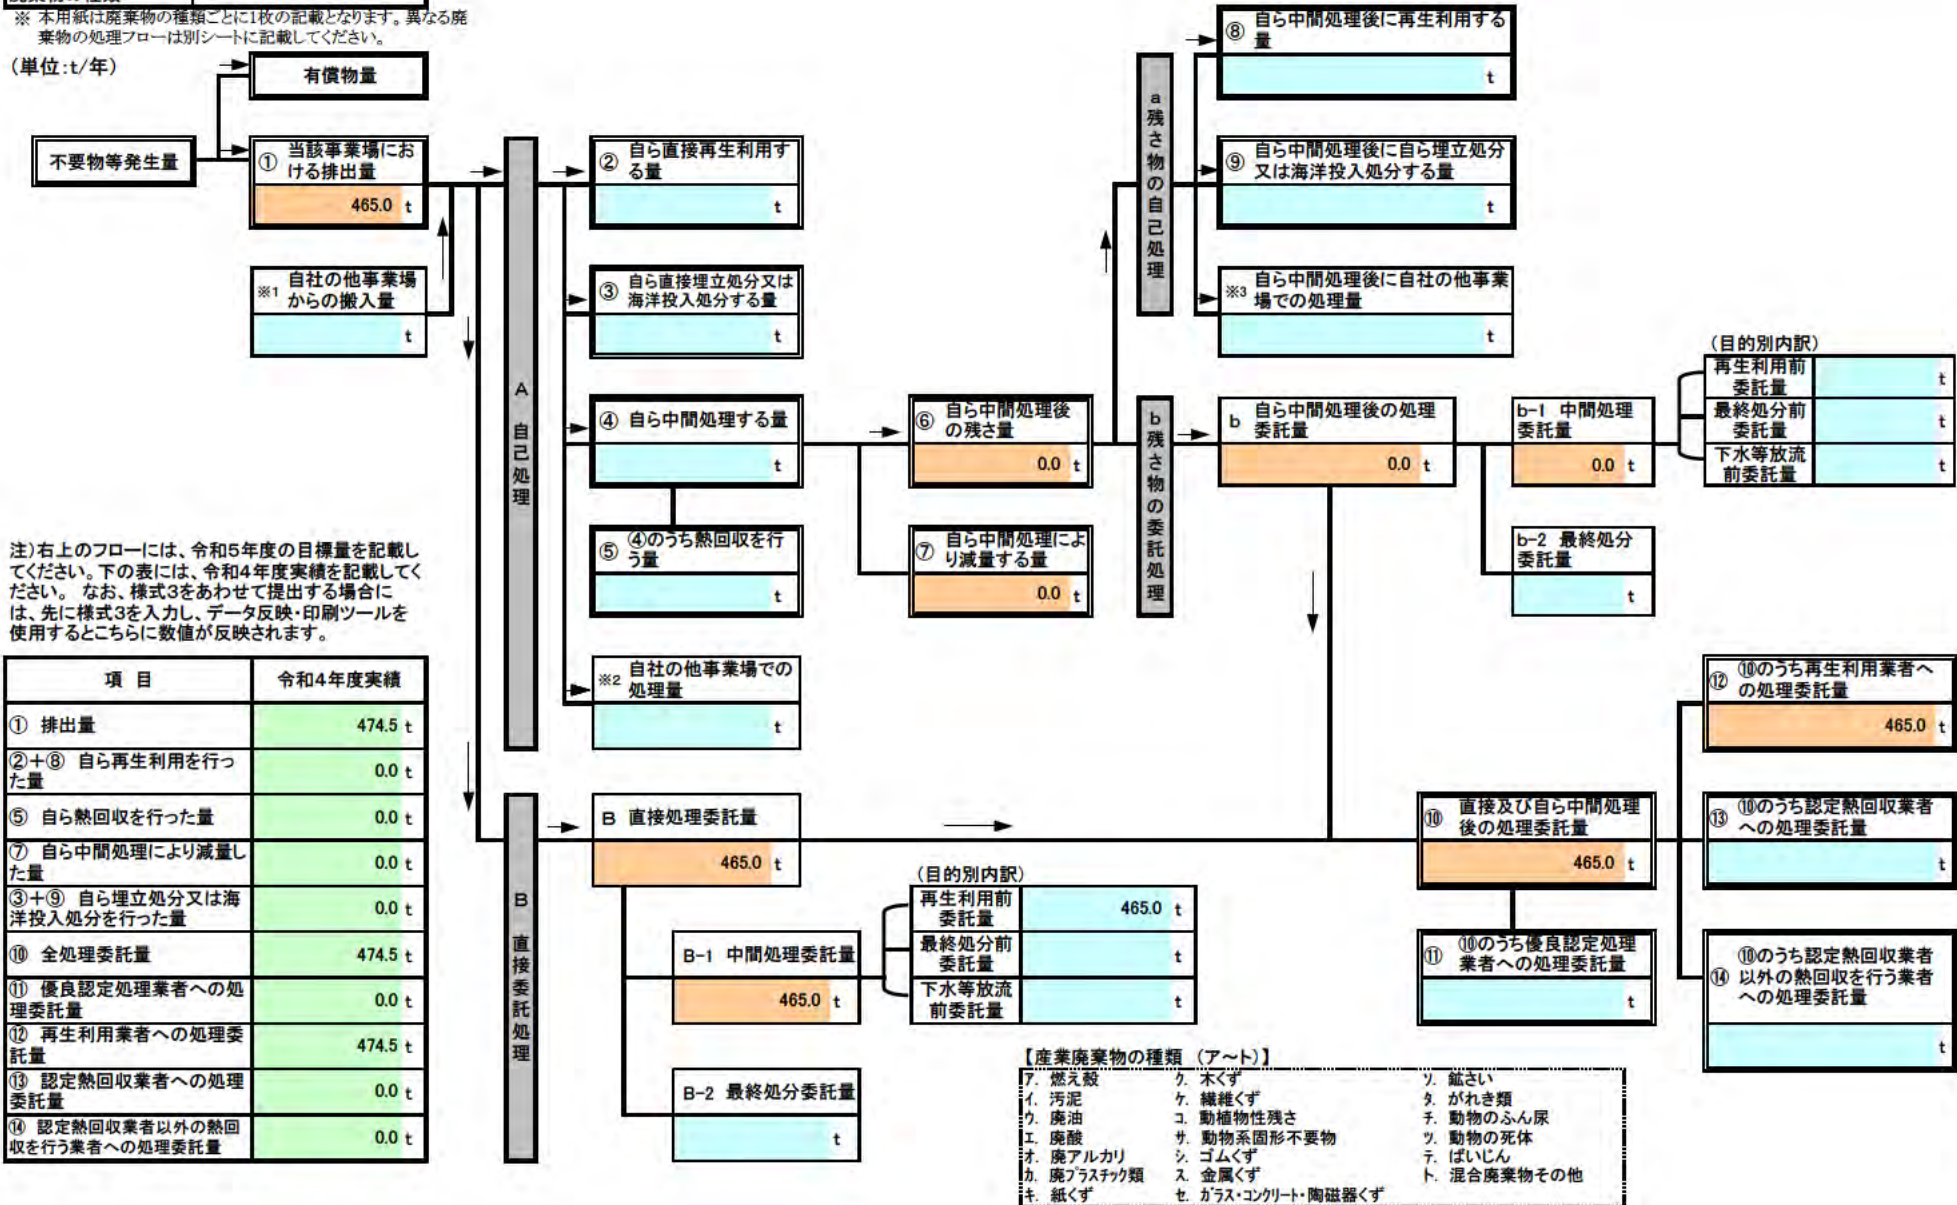 ※ 本用紙は廃棄物の種類ごとに1枚の記載となります。異なる廃
棄物の処理フローは別シートに記載してください。
(単位:t/年)
有償物量
不要物等発生量
① 当該事業場にお
ける排出量
465.0 t
※1 自社の他事業場
からの搬入量
t
A 自己処理
② 自ら直接再生利用す
る量
t
③ 自ら直接埋立処分又は
海洋投入処分する量
t
④ 自ら中間処理する量
t
⑤ ④のうち熱回収を行
う量
t
※2 自社の他事業場での
処理量
t
⑥ 自ら中間処理後
の残さ量
0.0 t
⑦ 自ら中間処理によ
り減量する量
0.0 t
a 残さ物の自己処理
⑧ 自ら中間処理後に再生利用する
量
t
⑨ 自ら中間処理後に自ら埋立処分
又は海洋投入処分する量
t
※3 自ら中間処理後に自社の他事業
場での処理量
t
b 残さ物の委託処理
b 自ら中間処理後の処理
委託量
0.0 t
b-1 中間処理
委託量
0.0 t
b-2 最終処分
委託量
t
(目的別内訳)
再生利用前
委託量
t
最終処分前
委託量
t
下水等放流
前委託量
t
注)右上のフローには、令和5年度の目標量を記載し
てください。下の表には、令和4年度実績を記載してく
ださい。 なお、様式3をあわせて提出する場合に
は、先に様式3を入力し、データ反映・印刷ツールを
使用するとこちらに数値が反映されます。
項 目 令和4年度実績
① 排出量 474.5 t
②+⑧ 自ら再生利用を行っ
た量
0.0 t
⑤ 自ら熱回収を行った量 0.0 t
⑦ 自ら中間処理により減量し
た量
0.0 t
③+⑨ 自ら埋立処分又は海
洋投入処分を行った量
0.0 t
⑩ 全処理委託量 474.5 t
⑪ 優良認定処理業者への処
理委託量
0.0 t
⑫ 再生利用業者への処理委
託量
474.5 t
⑬ 認定熱回収業者への処理
委託量
0.0 t
⑭ 認定熱回収業者以外の熱回
収を行う業者への処理委託量
0.0 t
B 直接委託処理
B 直接処理委託量
465.0 t
B-1 中間処理委託量
465.0 t
B-2 最終処分委託量
t
(目的別内訳)
再生利用前
委託量
465.0 t
最終処分前
委託量
t
下水等放流
前委託量
t
⑩ 直接及び自ら中間処理
後の処理委託量
465.0 t
⑪ ⑩のうち優良認定処理
業者への処理委託量
t
⑫ ⑩のうち再生利用業者へ
の処理委託量
465.0 t
⑬ ⑩のうち認定熱回収業者
への処理委託量
t
⑭ ⑩のうち認定熱回収業者
以外の熱回収を行う業者
への処理委託量
t
【産業廃棄物の種類 (ア~ト)】
ア. 燃え殻 ク. 木くず ソ. 鉱さい
イ. 汚泥 ケ. 繊維くず タ. がれき類
ウ. 廃油 コ. 動植物性残さ チ. 動物のふん尿
エ. 廃酸 サ. 動物系固形不要物 ツ. 動物の死体
オ. 廃アルカリ シ. ゴムくず テ. ばいじん
カ. 廃プラスチック類 ス. 金属くず ト. 混合廃棄物その他
キ. 紙くず セ. ガラス・コンクリート・陶磁器くず